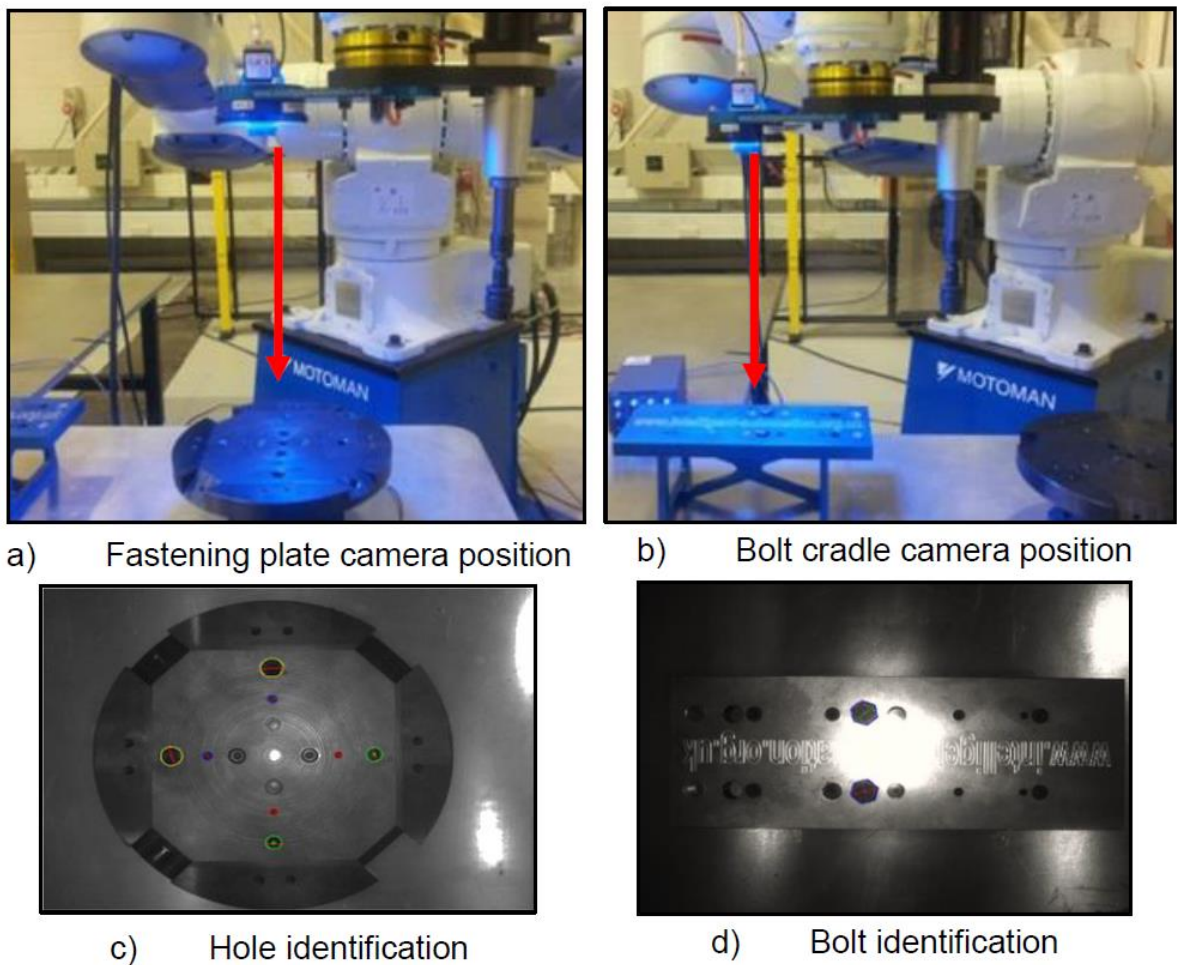 MOTOMAN
MOTOMAN
a) Fastening plate camera position
b) Bolt cradle camera position
c) Hole identification
d) Bolt identification